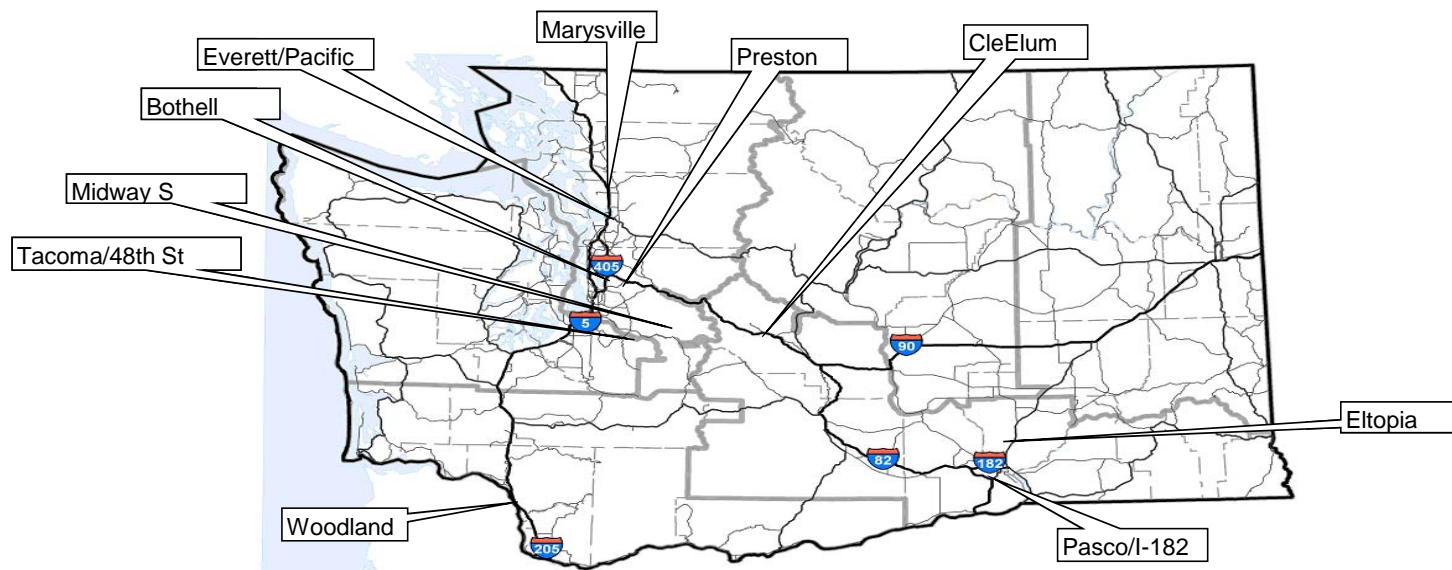 Marysville
Everett/Pacific
Preston
CleElum
Bothell
Midway S
Tacoma/48th St
405
5
90
Eltopia
82
182
Woodland
205
Pasco/I-182